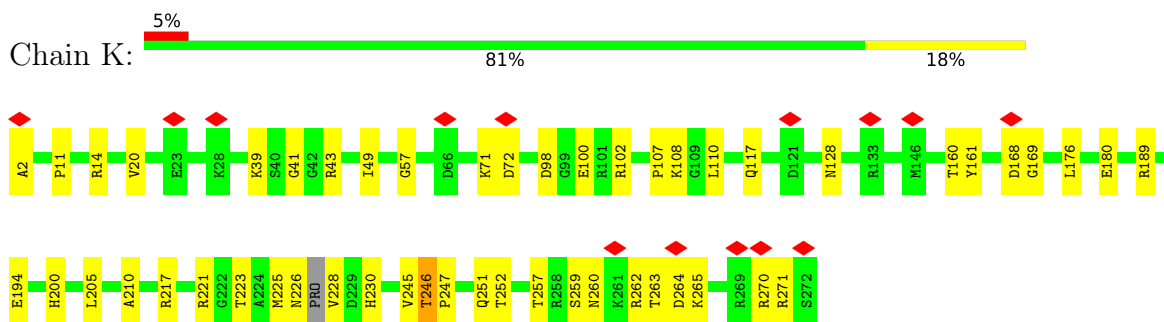 5%
Chain K:
81% 18%
A2 P11 R14 V20 E23 K28 K39 S40 G41 G42 R43 I49 G57 D66 K71 D72 D98 G99 E100 R101 R102 P107 K108 G109 L110 Q117 D121 N128 R133 M146 T160 Y161 D168 G169 L176 E180 R189
E194 H200 L205 A210 R217 R221 G222 T223 A224 M225 N226 PRO V228 D229 H230 V245 T246 P247 Q251 T252 T257 R258 S259 N260 K261 R262 T263 D264 K265 R269 R270 R271 S272